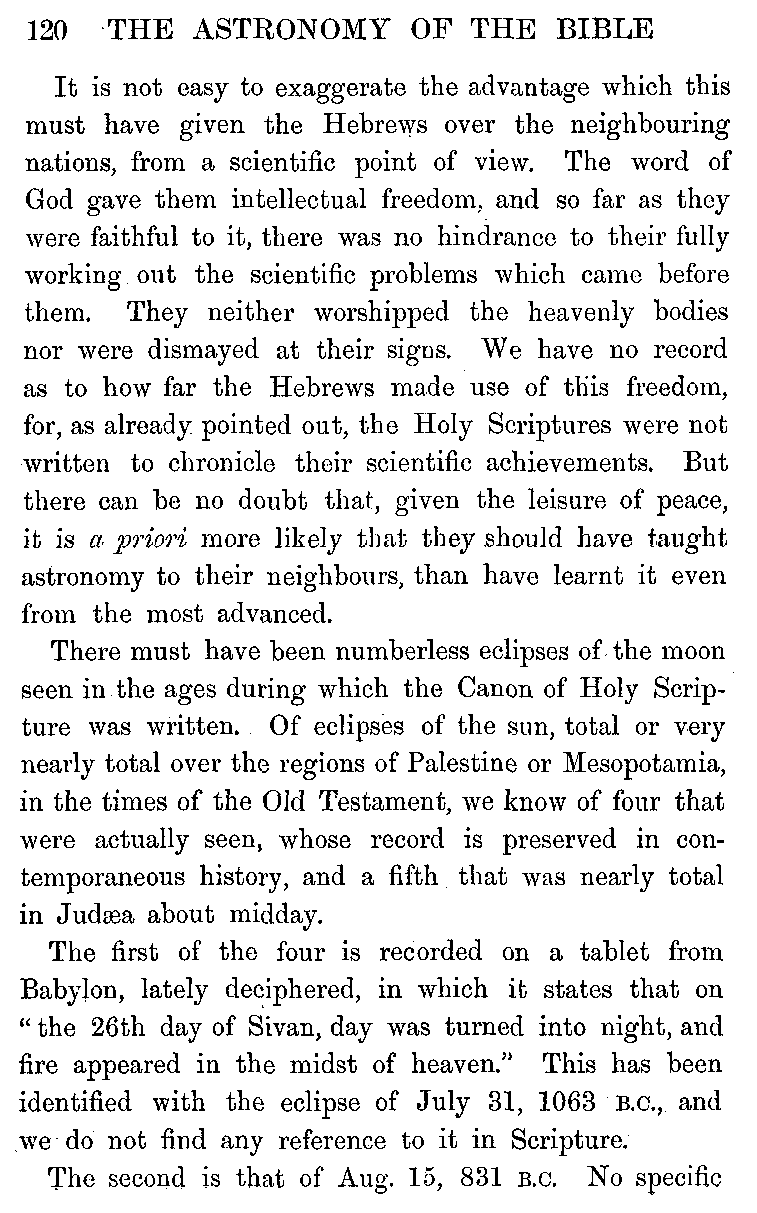 120 THE ASTRONOMY OF THE BIBLE
It is not easy to exaggerate the advantage which this
must have given the Hebrews over the neighbouring
nations, from a scientific point of view. The word of
God gave them intellectual freedom, and so far as they
were faithful to it, there was no hindrance to their fully
working out the scientific problems which came before
them. They neither worshipped the heavenly bodies
nor were dismayed at their signs. We have no record
as to how far the Hebrews made use of this freedom,
for, as already pointed out, the Holy Scriptures were not
written to chronicle their scientific achievements. But
there can be no doubt that, given the leisure of peace,
it is a priori more likely that they should have taught
astronomy to their neighbours, than have learnt it even
from the most advanced.
There must have been numberless eclipses of the moon
seen in the ages during which the Canon of Holy Scrip-
ture was written. Of eclipses of the sun, total or very
nearly total over the regions of Palestine or Mesopotamia,
in the times of the Old Testament, we know of four that
were actually seen, whose record is preserved in con-
temporaneous history, and a fifth that was nearly total
in Judæa about midday.
The first of the four is recorded on a tablet from
Babylon, lately deciphered, in which it states that on
“the 26th day of Sivan, day was turned into night, and
fire appeared in the midst of heaven.” This has been
identified with the eclipse of July 31, 1063 B.C., and
we do not find any reference to it in Scripture.
The second is that of Aug. 15, 831 B.C. No specific